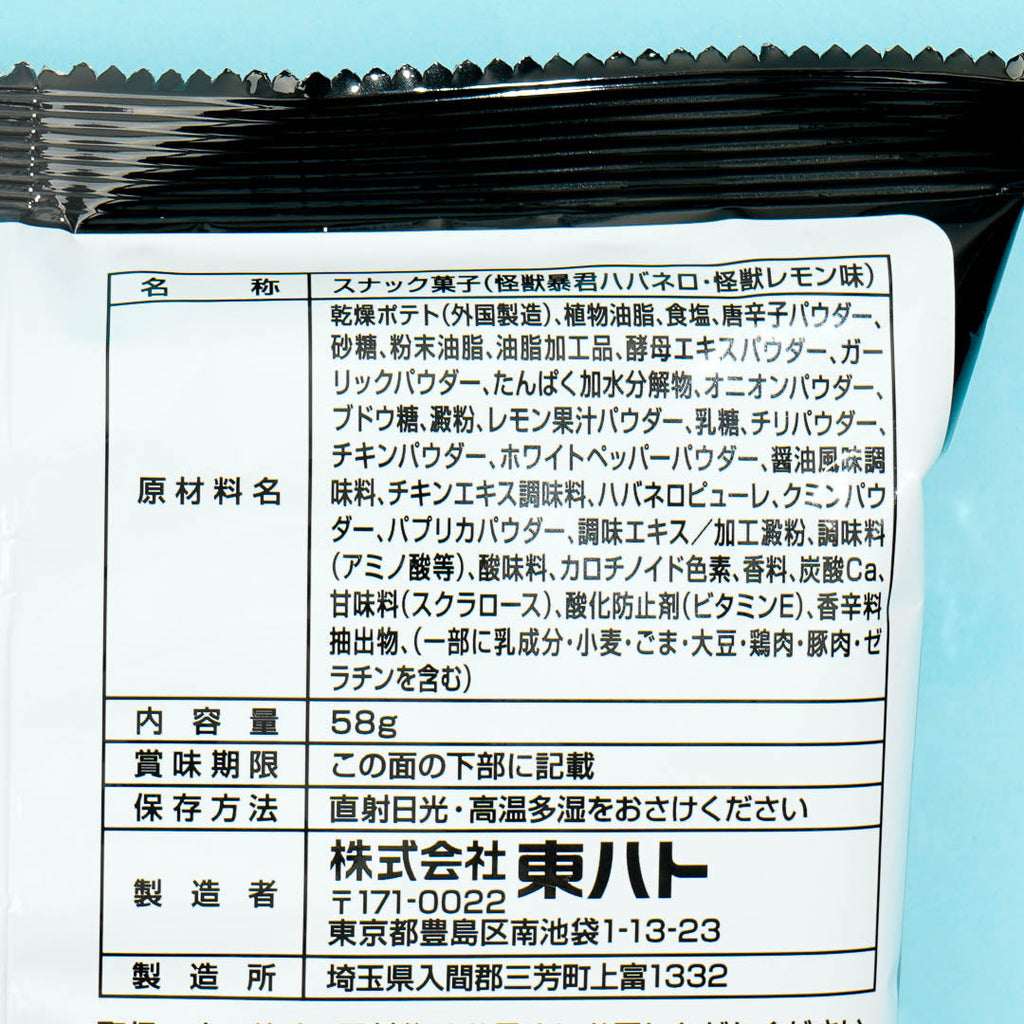 名称 スナック菓子(怪獣暴君ハバネロ・怪獣レモン味)
原材料名 乾燥ポテト(外国製造)、植物油脂、食塩、唐辛子パウダー、
砂糖、粉末油脂、油脂加工品、酵母エキスパウダー、ガー
リックパウダー、たんぱく加水分解物、オニオンパウダー、
ブドウ糖、澱粉、レモン果汁パウダー、乳糖、チリパウダー、
チキンパウダー、ホワイトペッパーパウダー、醤油風味調
味料、チキンエキス調味料、ハバネロピューレ、クミンパウ
ダー、パプリカパウダー、調味エキス/加工澱粉、調味料
(アミノ酸等)、酸味料、カロチノイド色素、香料、炭酸Ca、
甘味料(スクラロース)、酸化防止剤(ビタミンE)、香辛料
抽出物、(一部に乳成分・小麦・ごま・大豆・鶏肉・豚肉・ゼ
ラチンを含む)
内容量 58g
賞味期限 この面の下部に記載
保存方法 直射日光・高温多湿をおさけください
製造者 株式会社 東ハト
〒171-0022
東京都豊島区南池袋1-13-23
製造所 埼玉県入間郡三芳町上富1332